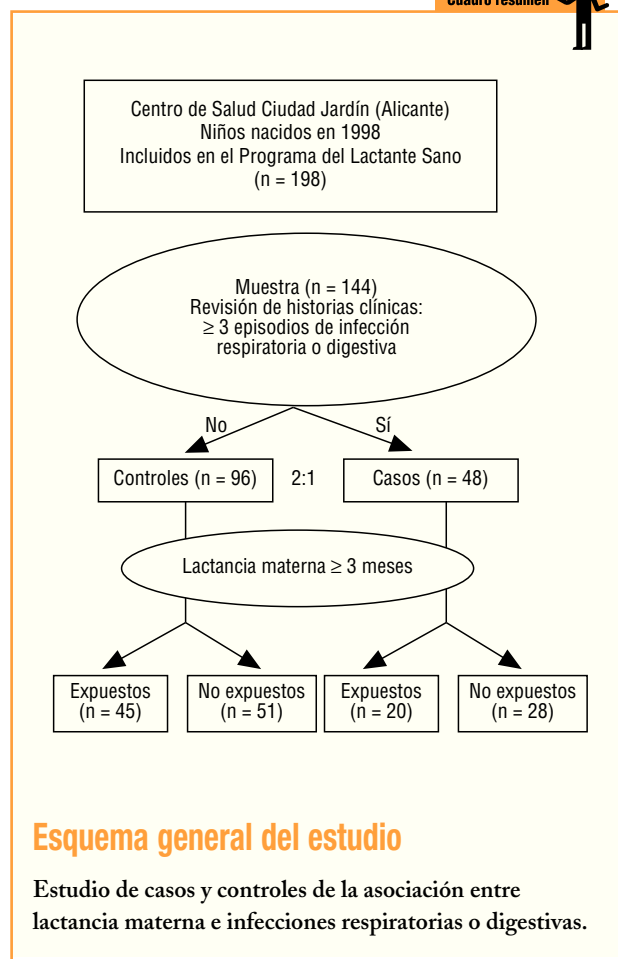 Cuadro resumen
Centro de Salud Ciudad Jardín (Alicante)
Niños nacidos en 1998
Incluidos en el Programa del Lactante Sano
(n = 198)
Muestra (n = 144)
Revisión de historias clínicas:
≥ 3 episodios de infección
respiratoria o digestiva
No
Sí
Controles (n = 96)
2:1
Casos (n = 48)
Lactancia materna ≥ 3 meses
Expuestos
(n = 45)
No expuestos
(n = 51)
Expuestos
(n = 20)
No expuestos
(n = 28)
Esquema general del estudio
Estudio de casos y controles de la asociación entre
lactancia materna e infecciones respiratorias o digestivas.